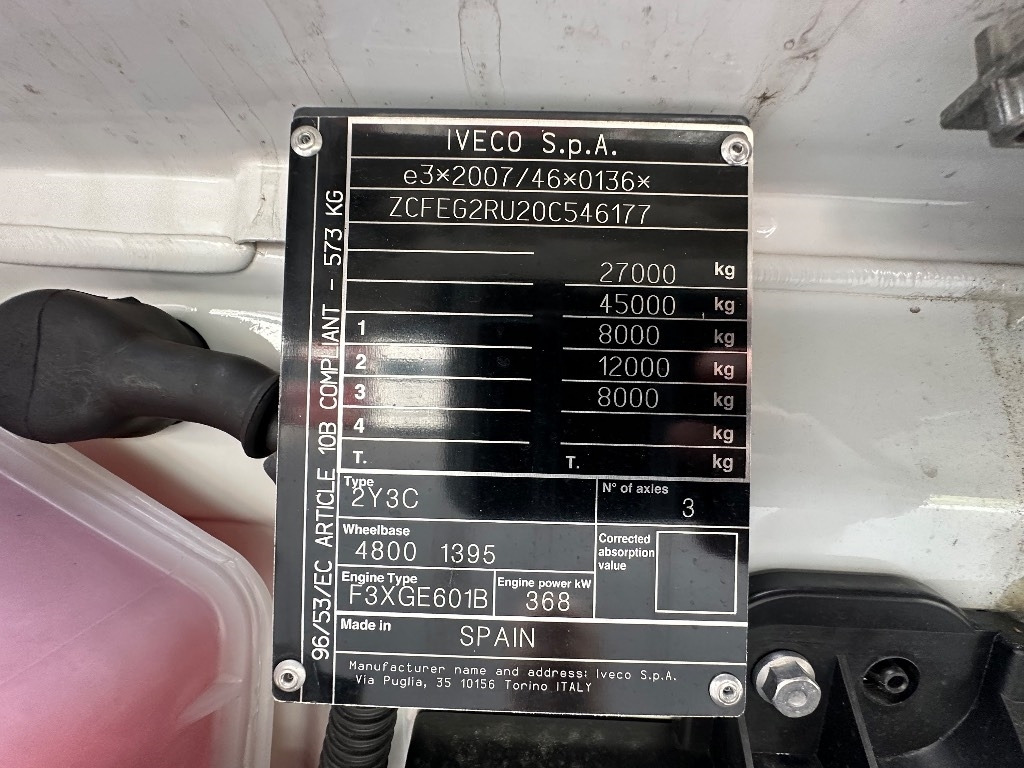 IVECO S.p.A.
e3*2007/46*0136*
ZCFEG2RU20C546177
27000 kg
45000 kg
1 8000 kg
2 12000 kg
3 8000 kg
4 kg
T. T. kg
Type
2Y3C
N° of axles
3
Wheelbase
4800 1395
Corrected
absorption
value
Engine Type
F3XGE601B
Engine power kW
368
Made in
SPAIN
Manufacturer name and address: Iveco S.p.A.
Via Puglia, 35 10156 Torino ITALY
96/53/EC ARTICLE 10B COMPLIANT - 573 KG